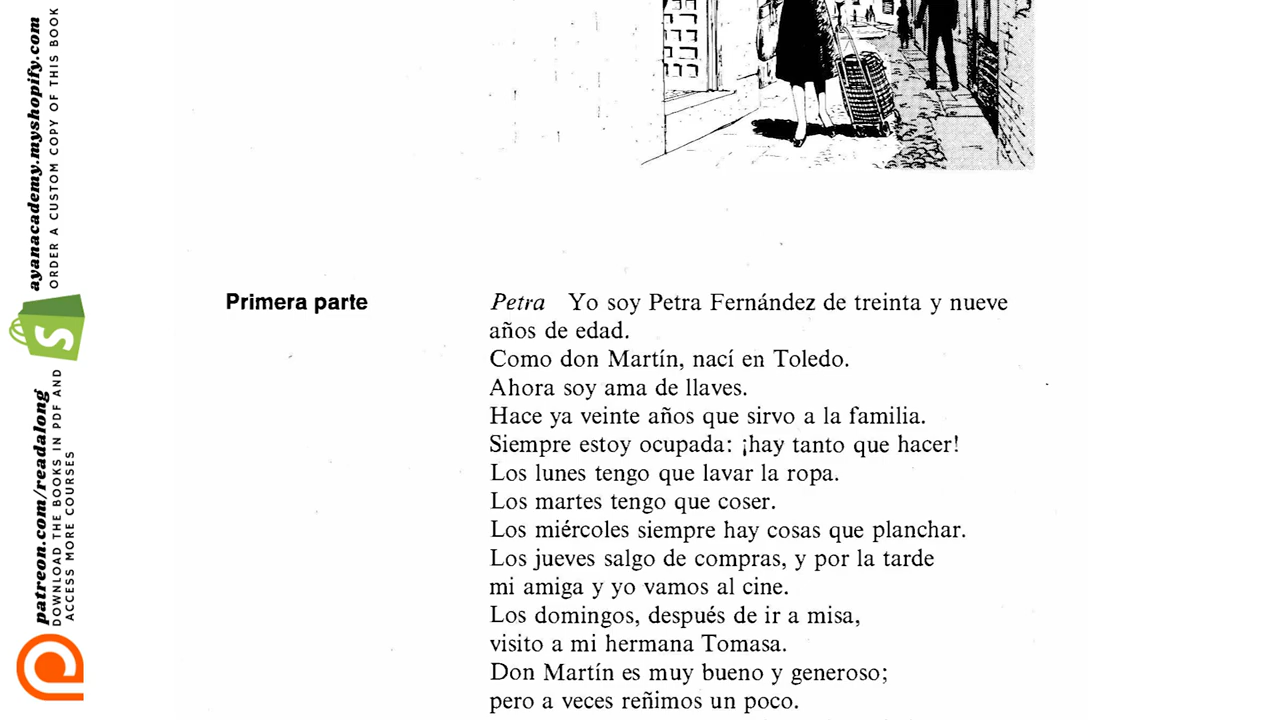 ayanacademy.myshopify.com
ORDER A CUSTOM COPY OF THIS BOOK
patreon.com/readalong
DOWNLOAD THE BOOKS IN PDF AND
ACCESS MORE COURSES
Primera parte
Petra Yo soy Petra Fernández de treinta y nueve
años de edad.
Como don Martín, nací en Toledo.
Ahora soy ama de llaves.
Hace ya veinte años que sirvo a la familia.
Siempre estoy ocupada: ¡hay tanto que hacer!
Los lunes tengo que lavar la ropa.
Los martes tengo que coser.
Los miércoles siempre hay cosas que planchar.
Los jueves salgo de compras, y por la tarde
mi amiga y yo vamos al cine.
Los domingos, después de ir a misa,
visito a mi hermana Tomasa.
Don Martín es muy bueno y generoso;
pero a veces reñimos un poco.